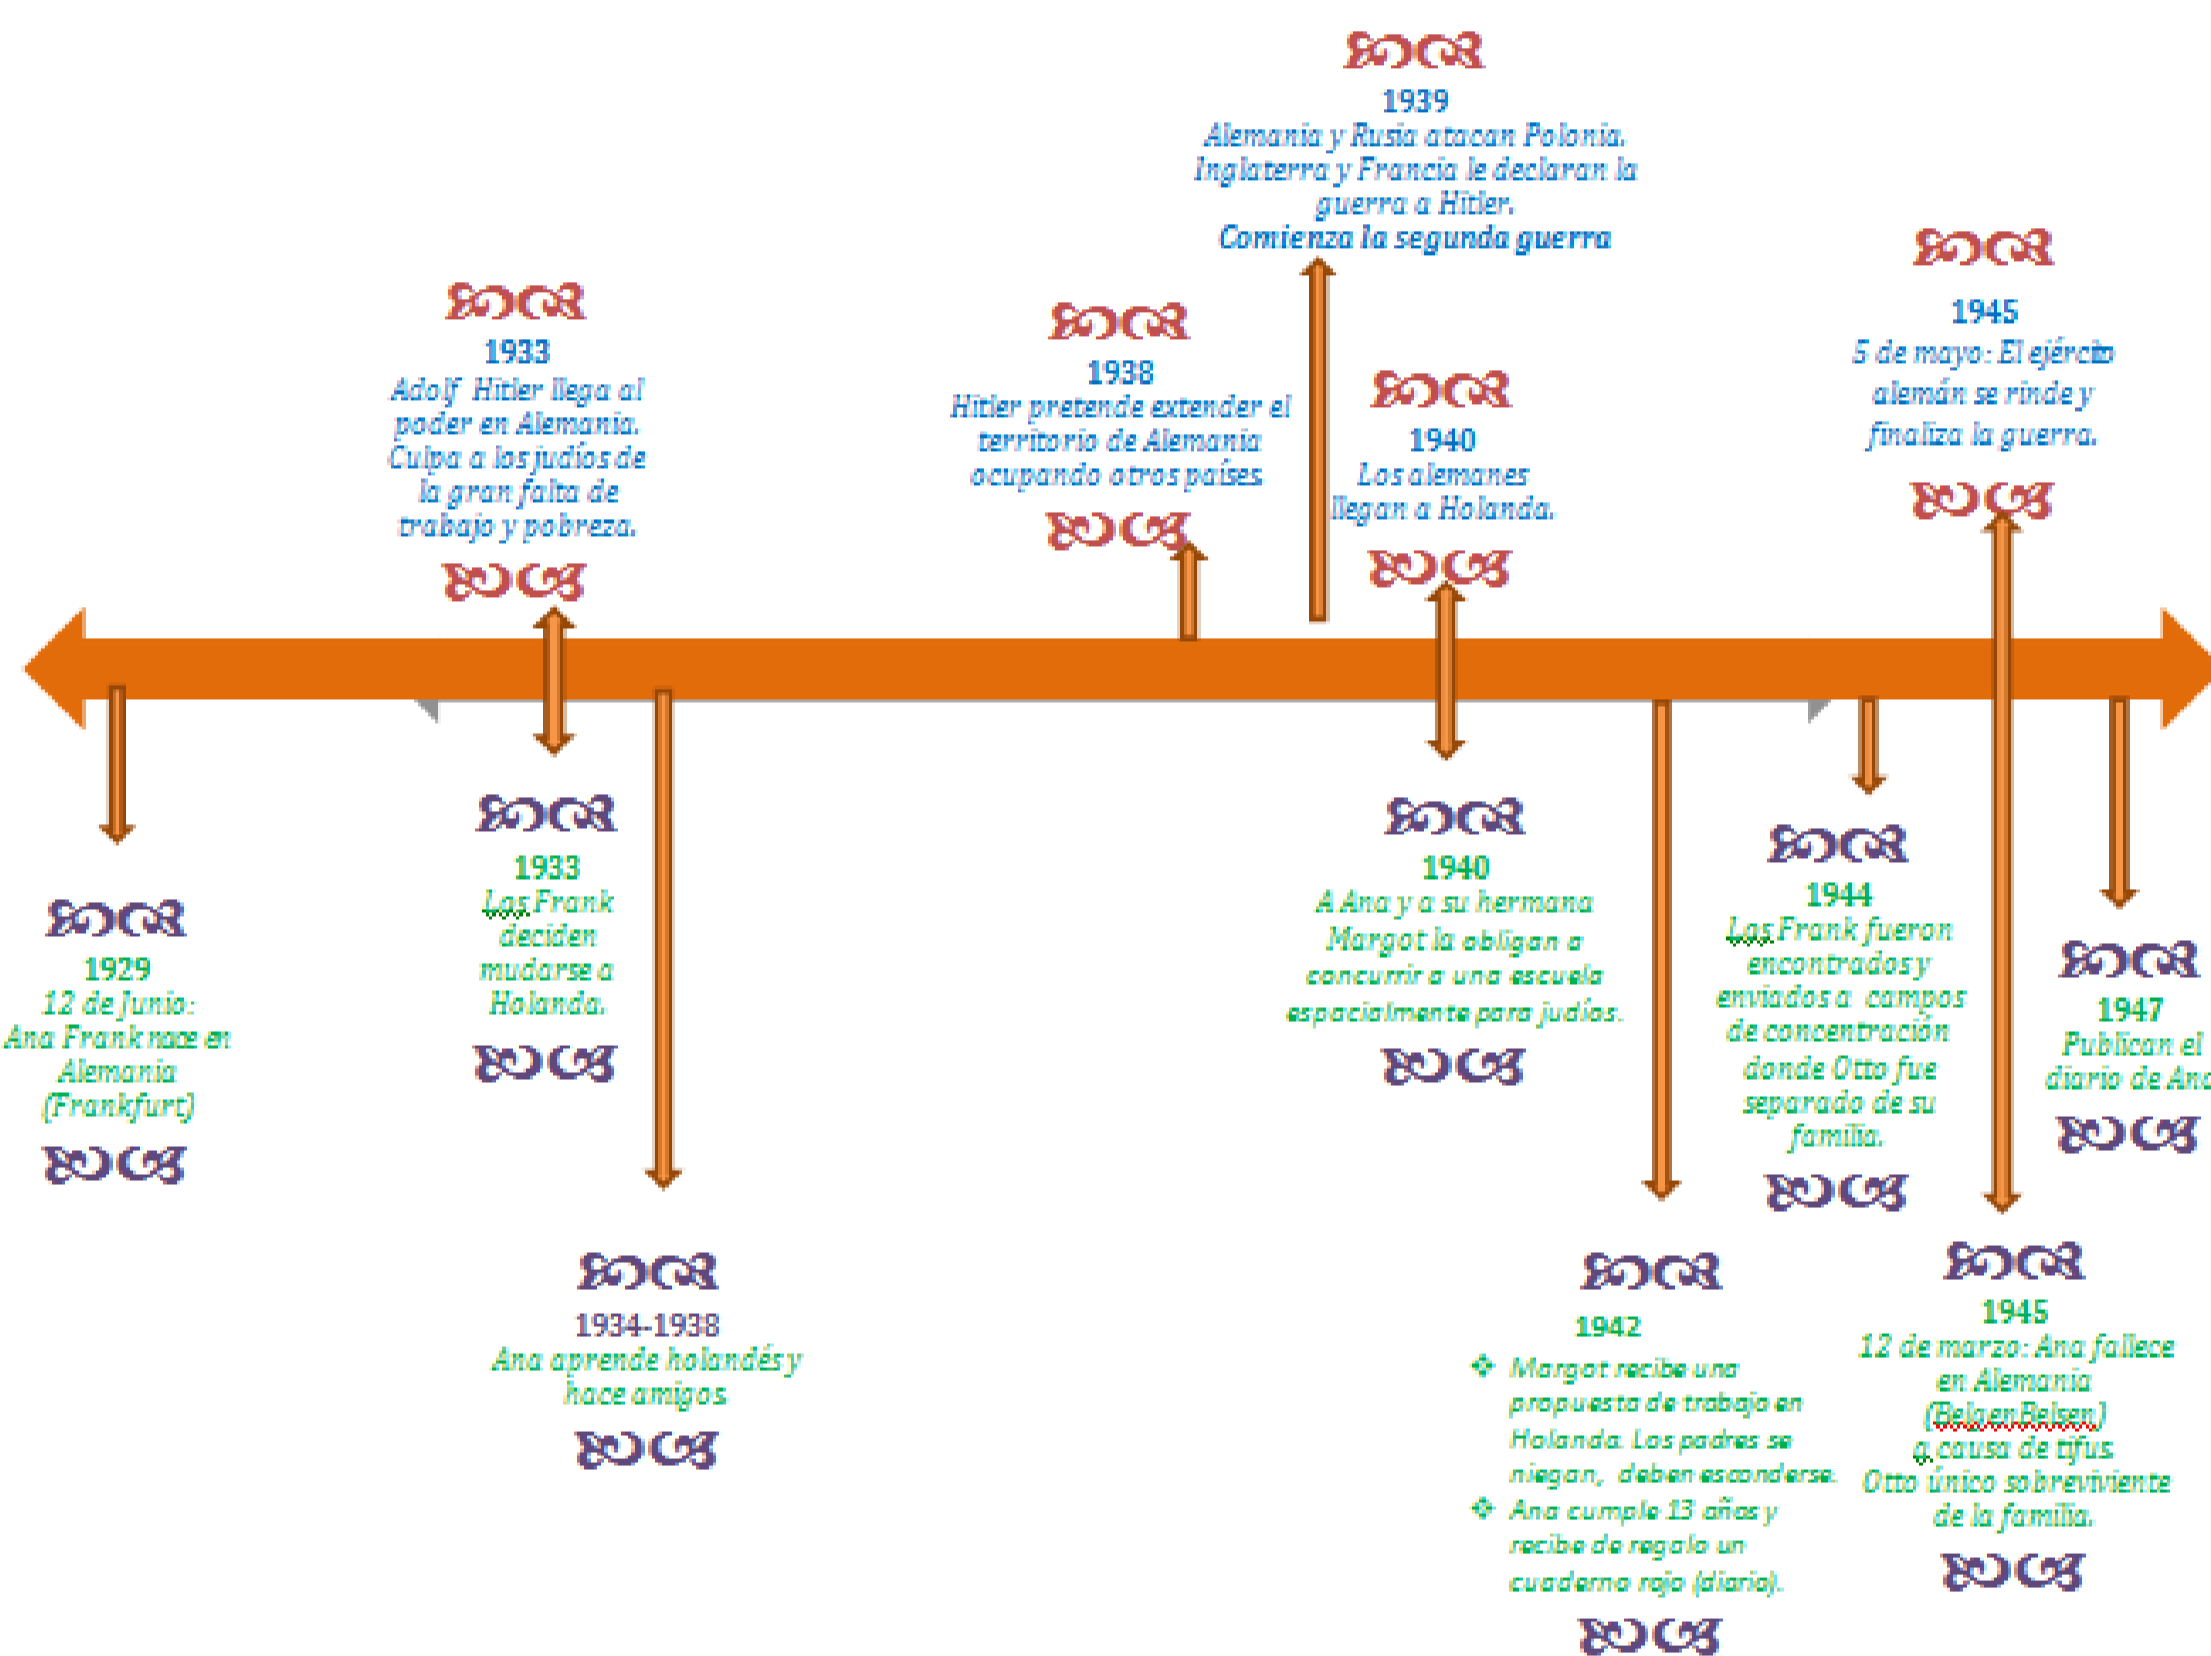 1939
Alemania y Rusia atacan Polonia.
Inglaterra y Francia le declaran la
guerra a Hitler.
Comienza la segunda guerra
1933
Adolf Hitler llega al
poder en Alemania.
Culpa a los judíos de
la gran falta de
trabajo y pobreza.
1938
Hitler pretende extender el
territorio de Alemania
ocupando otros países.
1940
Los alemanes
llegan a Holanda.
1945
5 de mayo: El ejército
alemán se rinde y
finaliza la guerra.
1929
12 de Junio:
Ana Frank nace en
Alemania
(Frankfurt)
1933
Los Frank
deciden
mudarse a
Holanda.
1934-1938
Ana aprende holandés y
hace amigos.
1940
A Ana y a su hermana
Margot la obligan a
concurrir a una escuela
espacialmente para judíos.
1942
❖ Margot recibe una
propuesta de trabajo en
Holanda. Los padres se
niegan, deben esconderse.
❖ Ana cumple 13 años y
recibe de regalo un
cuaderno rojo (diario).
1944
Los Frank fueron
encontrados y
enviados a campos
de concentración
donde Otto fue
separado de su
familia.
1945
12 de marzo: Ana fallece
en Alemania
(BelgenBelsen)
a causa de tifus.
Otto único sobreviviente
de la familia.
1947
Publican el
diario de Ana